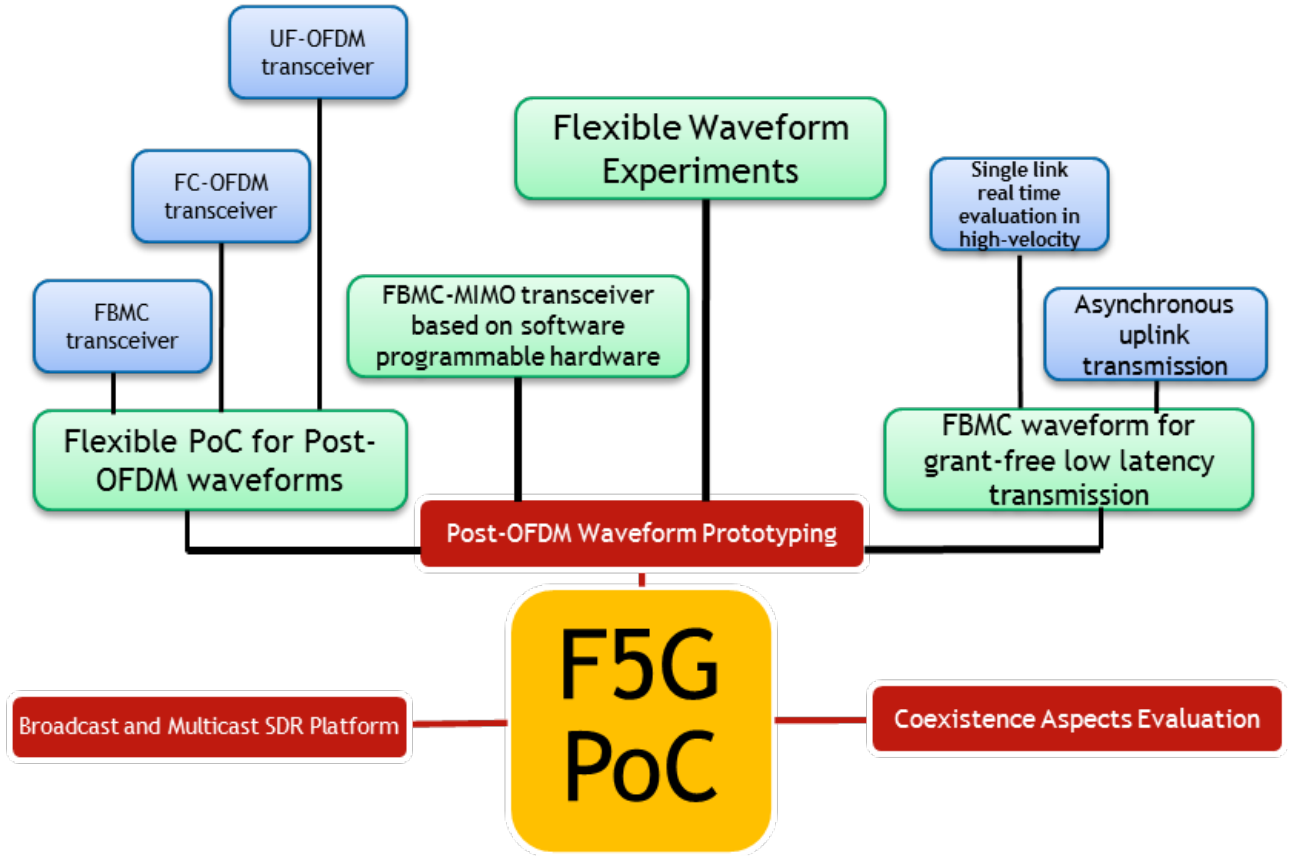 UF-OFDM
transceiver
Flexible Waveform
Experiments
FC-OFDM
transceiver
Single link
real time
evaluation in
high-velocity
FBMC
transceiver
FBMC-MIMO transceiver
based on software
programmable hardware
Asynchronous
uplink
transmission
Flexible PoC for Post-
OFDM waveforms
FBMC waveform for
grant-free low latency
transmission
Post-OFDM Waveform Prototyping
F5G
PoC
Broadcast and Multicast SDR Platform
Coexistence Aspects Evaluation